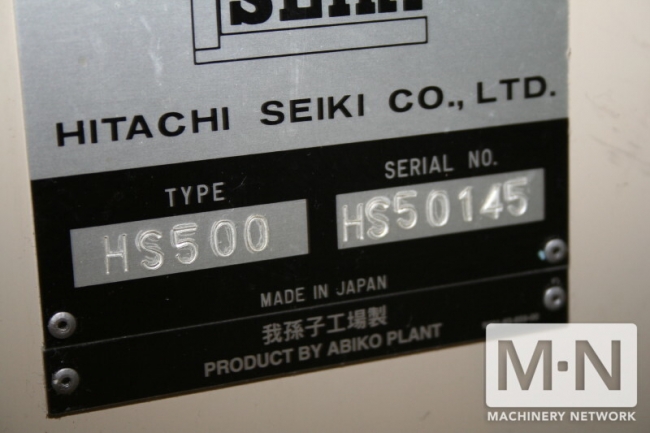 SEIKI
HITACHI SEIKI CO., LTD.
TYPE
SERIAL NO.
HS500
HS50145
MADE IN JAPAN
我孫子工場製
PRODUCT BY ABIKO PLANT
M·N
MACHINERY NETWORK